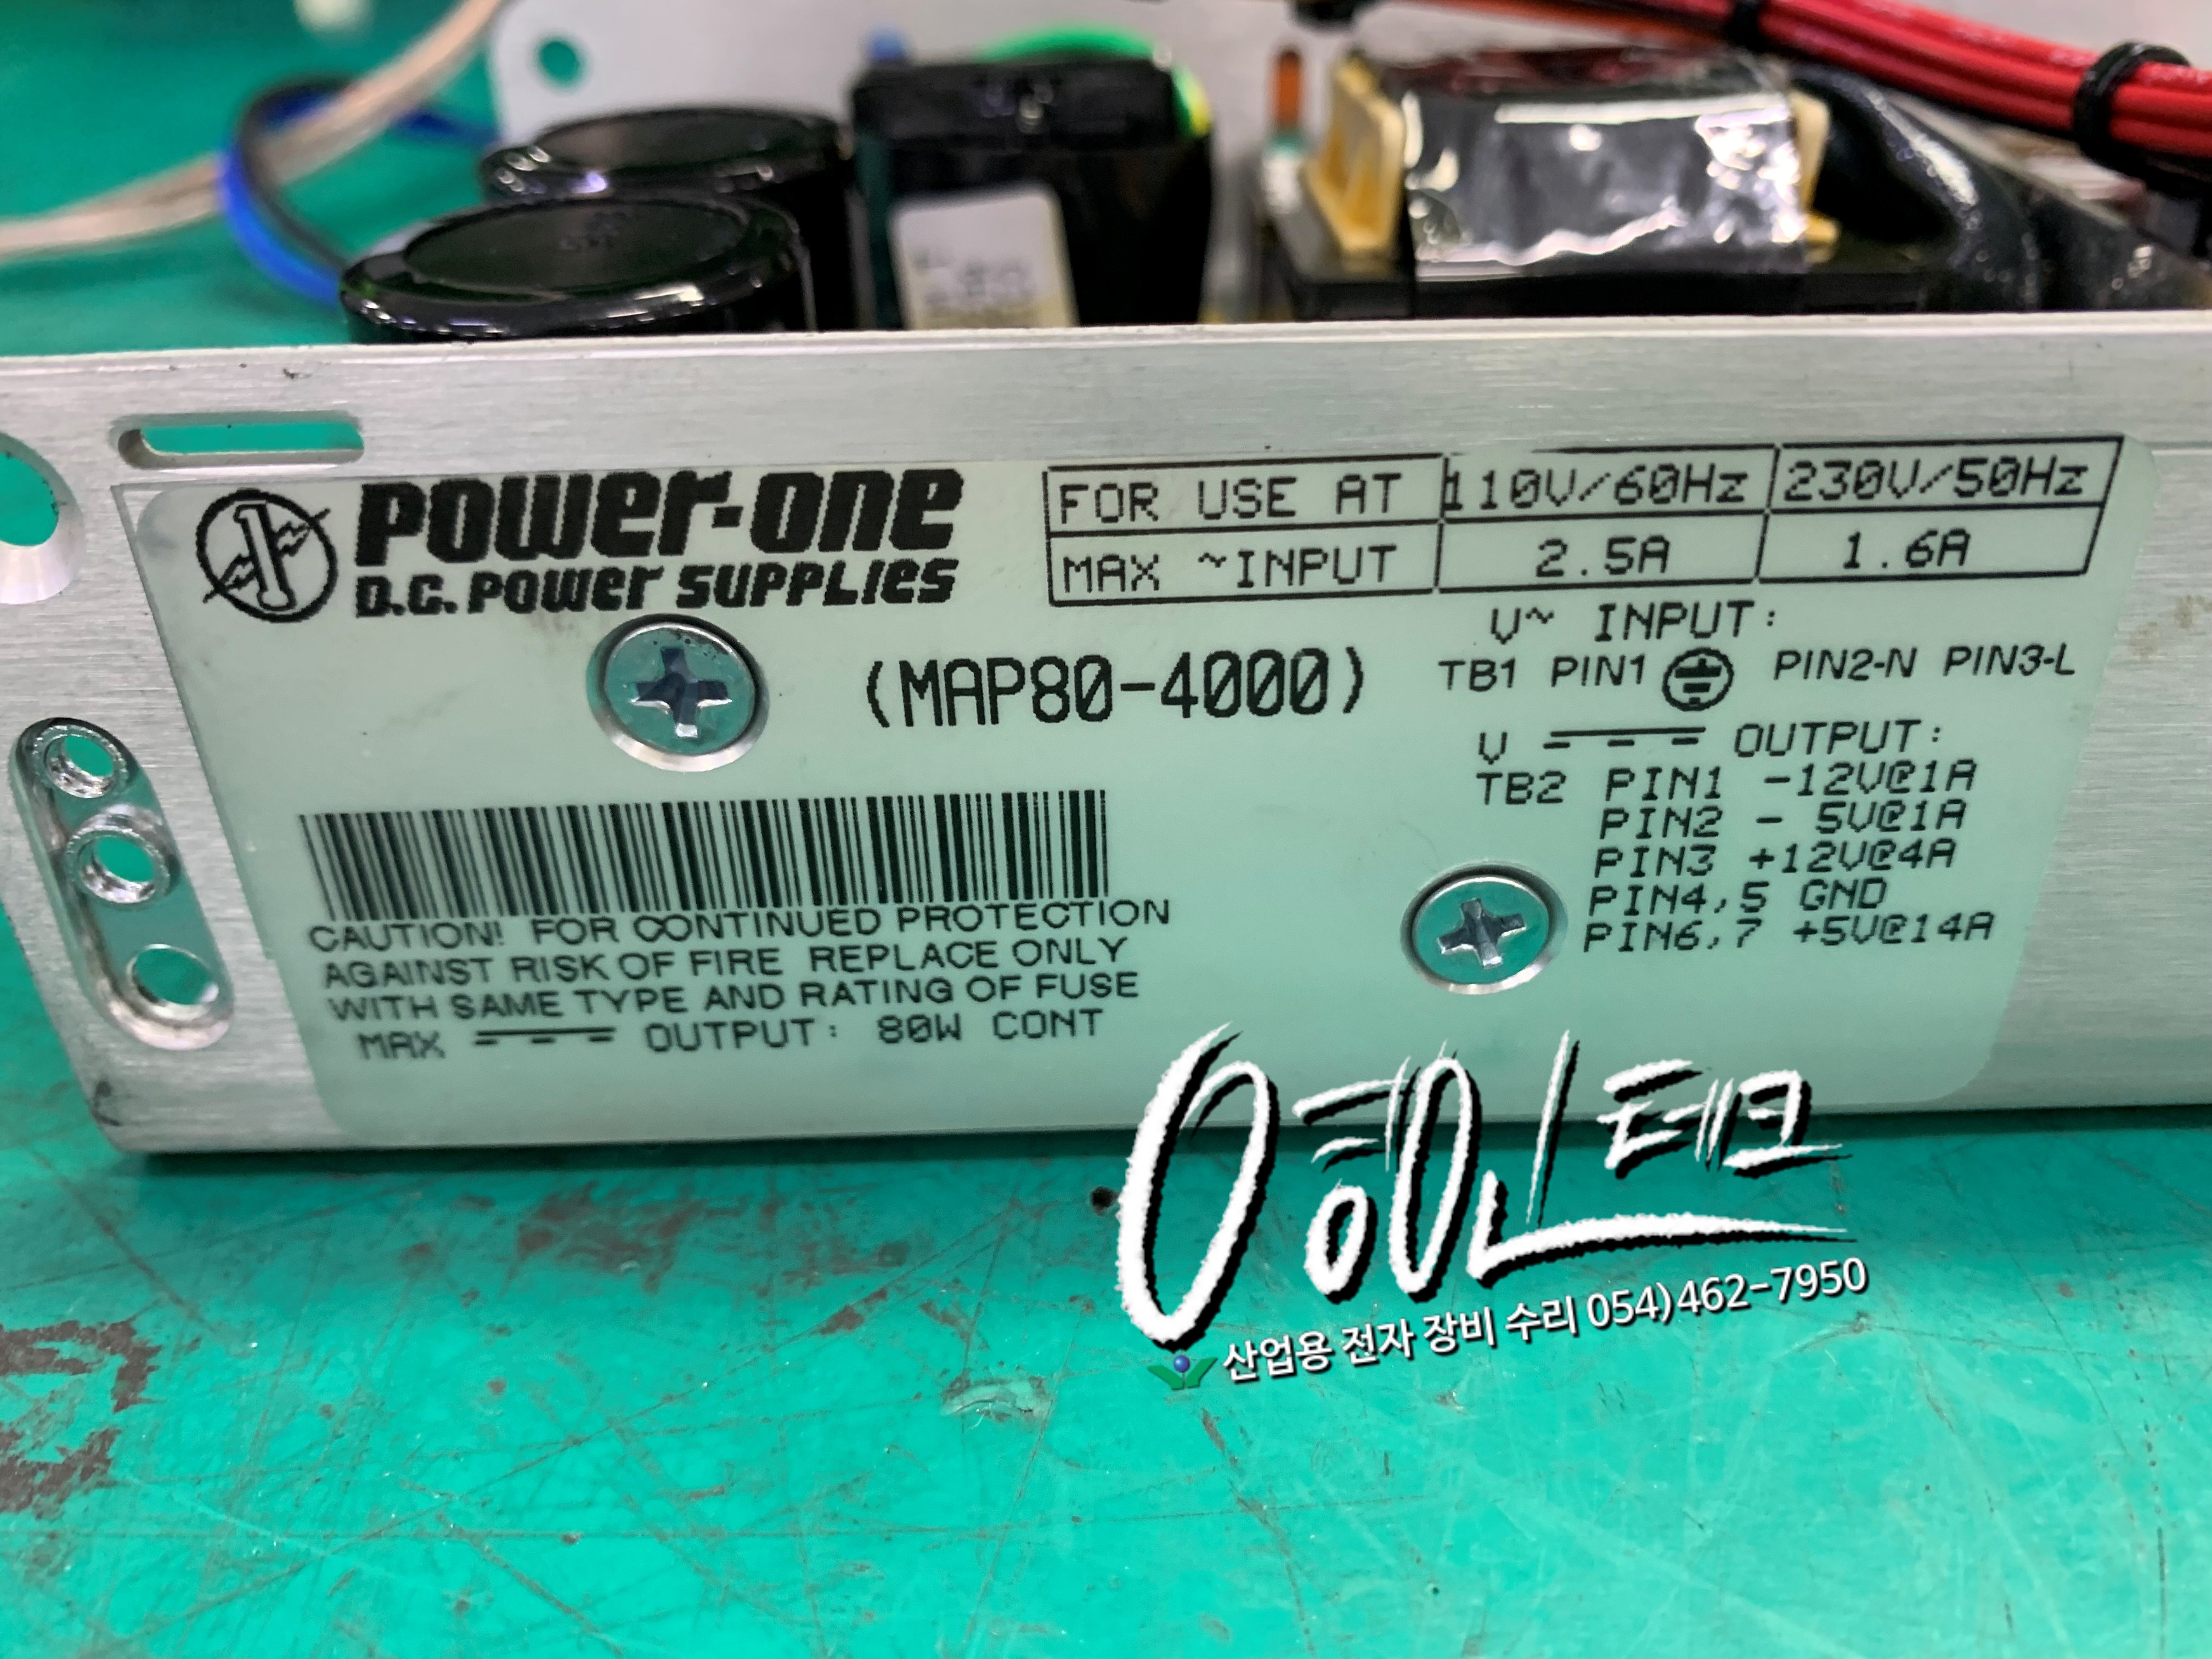 POWER-ONE
D.C. POWER SUPPLIES
FOR USE AT 110V/60Hz 230V/50Hz
MAX ~INPUT 2.5A 1.6A
(MAP80-4000)
V~ INPUT:
TB1 PIN1 PIN2-N PIN3-L
V OUTPUT:
TB2 PIN1 -12V@1A
PIN2 - 5V@1A
PIN3 +12V@4A
PIN4,5 GND
PIN6,7 +5V@14A
CAUTION! FOR CONTINUED PROTECTION
AGAINST RISK OF FIRE REPLACE ONLY
WITH SAME TYPE AND RATING OF FUSE
MAX OUTPUT: 80W CONT
테크
산업용 전자 장비 수리 054)462-7950